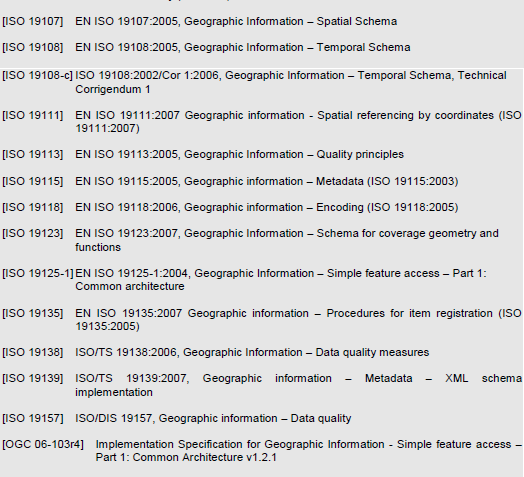 [ISO 19107] EN ISO 19107:2005, Geographic Information – Spatial Schema
[ISO 19108] EN ISO 19108:2005, Geographic Information – Temporal Schema
[ISO 19108-c] ISO 19108:2002/Cor 1:2006, Geographic Information – Temporal Schema, Technical
Corrigendum 1
[ISO 19111] EN ISO 19111:2007 Geographic information - Spatial referencing by coordinates (ISO
19111:2007)
[ISO 19113] EN ISO 19113:2005, Geographic Information – Quality principles
[ISO 19115] EN ISO 19115:2005, Geographic information – Metadata (ISO 19115:2003)
[ISO 19118] EN ISO 19118:2006, Geographic Information – Encoding (ISO 19118:2005)
[ISO 19123] EN ISO 19123:2007, Geographic Information – Schema for coverage geometry and
functions
[ISO 19125-1] EN ISO 19125-1:2004, Geographic Information – Simple feature access – Part 1:
Common architecture
[ISO 19135] EN ISO 19135:2007 Geographic information – Procedures for item registration (ISO
19135:2005)
[ISO 19138] ISO/TS 19138:2006, Geographic Information – Data quality measures
[ISO 19139] ISO/TS 19139:2007, Geographic information – Metadata – XML schema
implementation
[ISO 19157] ISO/DIS 19157, Geographic information – Data quality
[OGC 06-103r4] Implementation Specification for Geographic Information - Simple feature access –
Part 1: Common Architecture v1.2.1